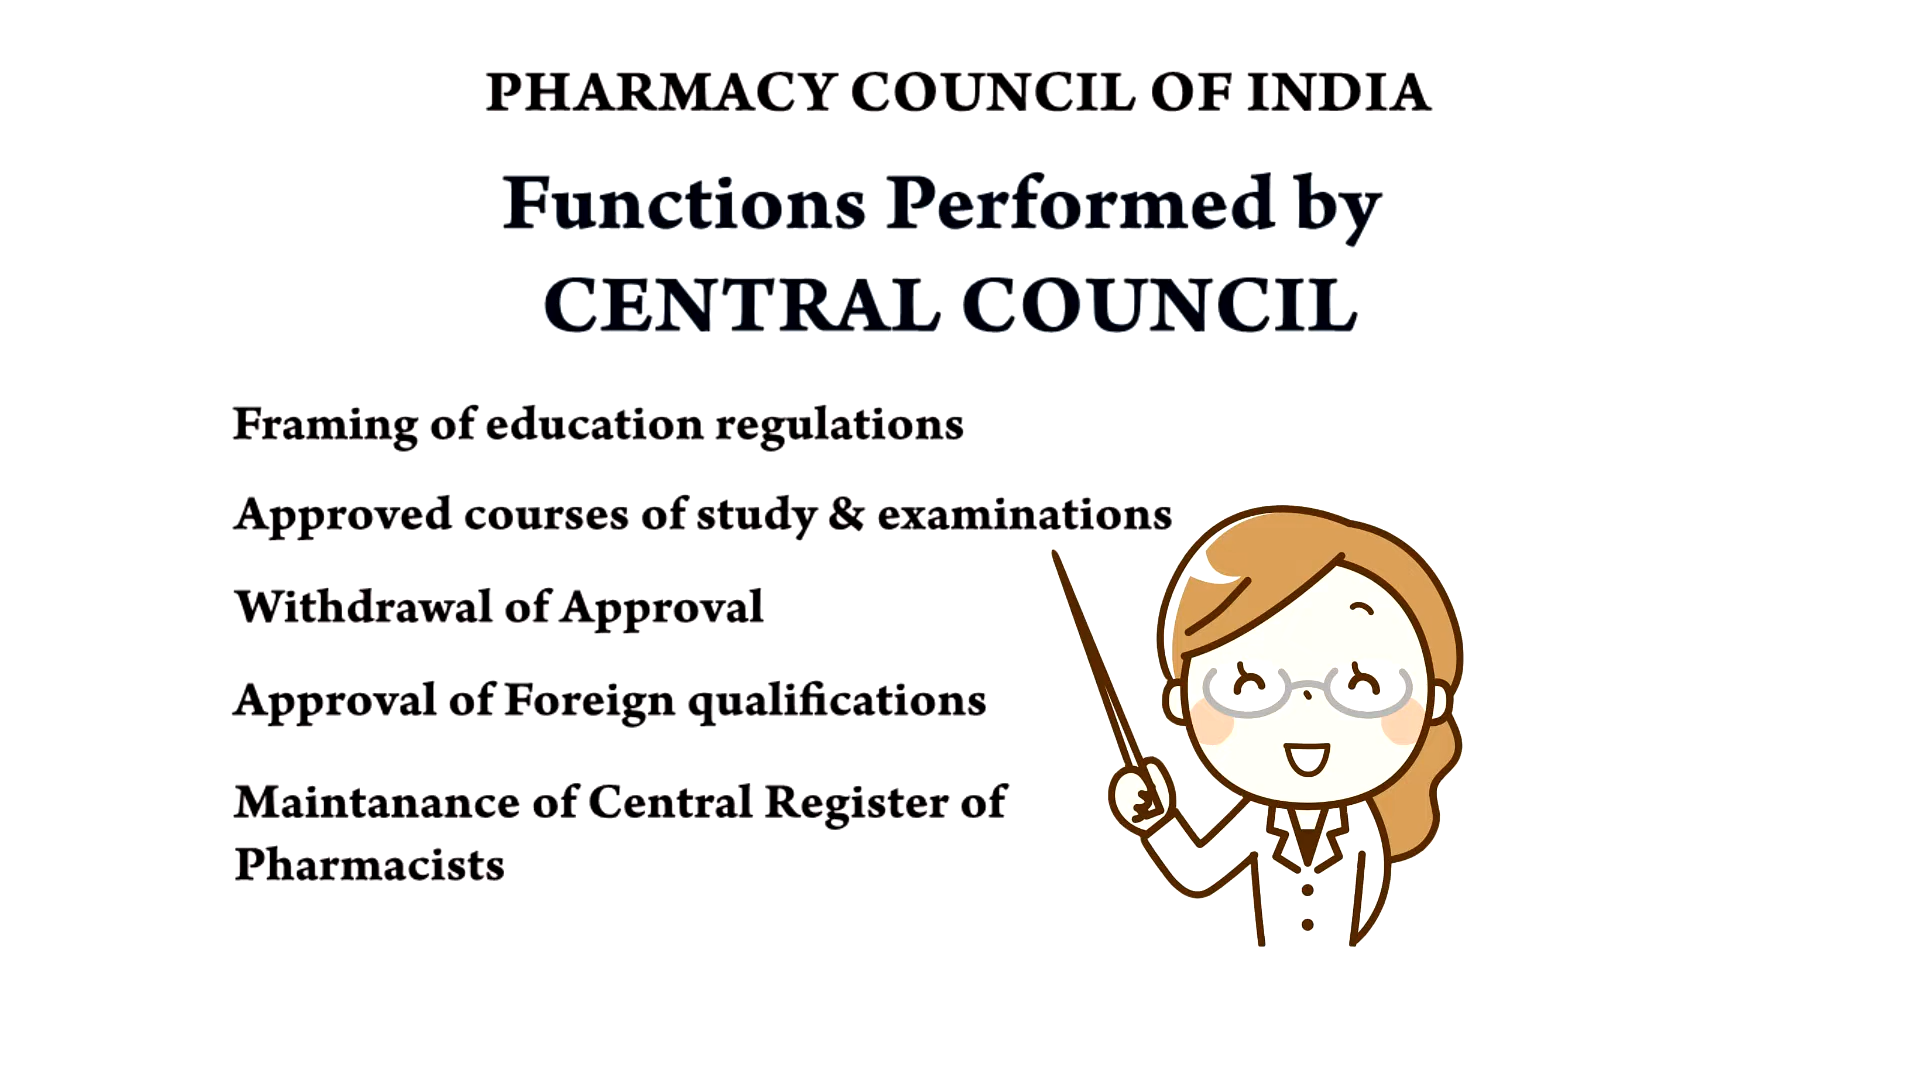 PHARMACY COUNCIL OF INDIA
Functions Performed by
CENTRAL COUNCIL
Framing of education regulations
Approved courses of study & examinations
Withdrawal of Approval
Approval of Foreign qualifications
Maintanance of Central Register of
Pharmacists